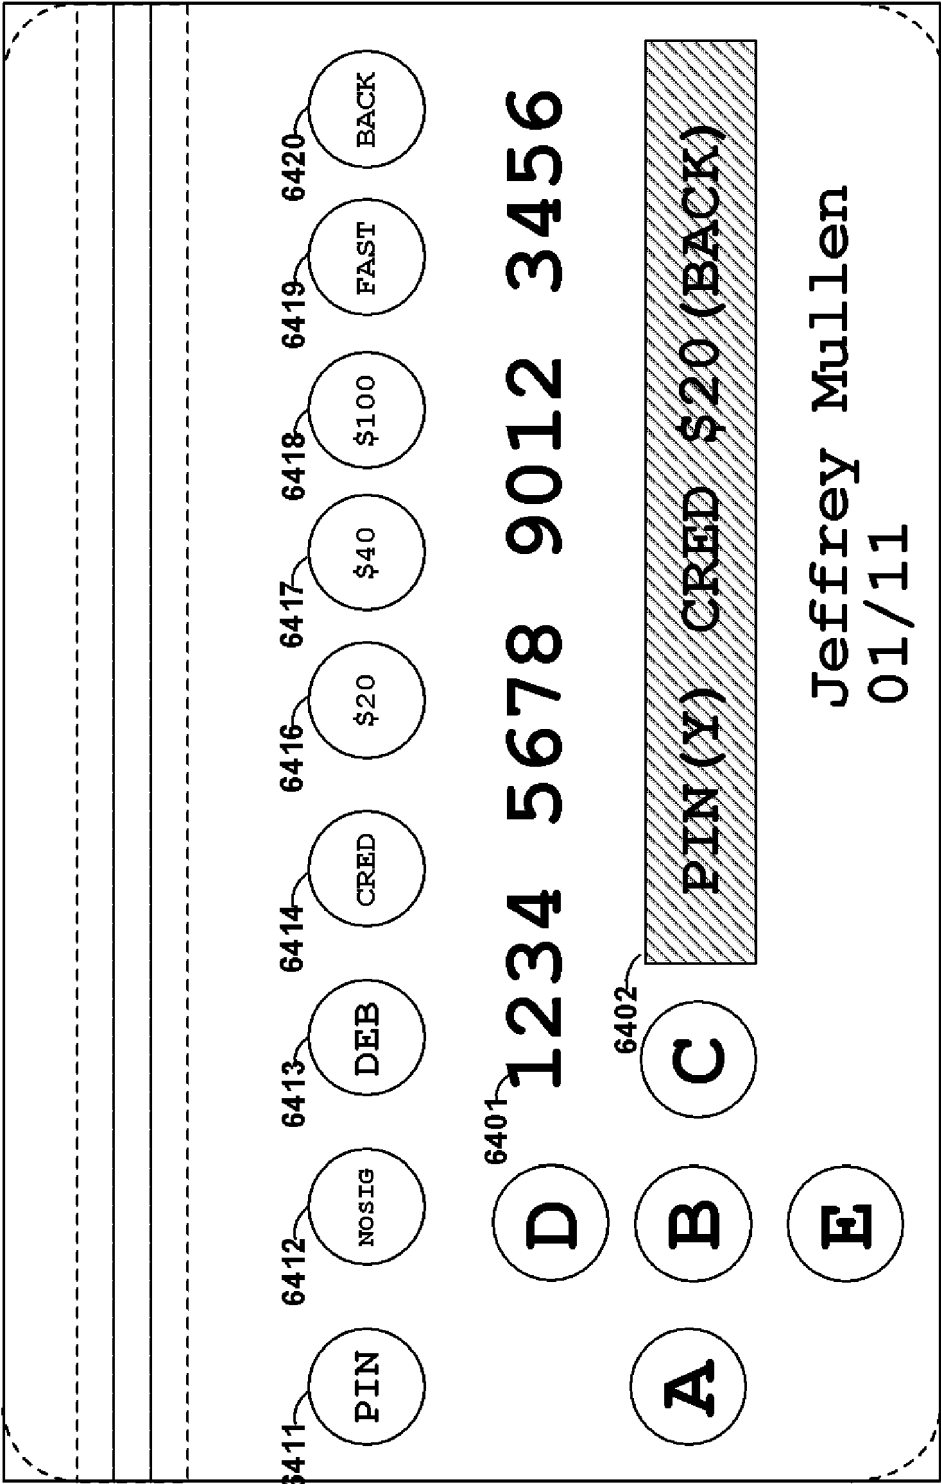 6411 6412 6413 6414 6416 6417 6418 6419 6420
PIN NOSIG DEB CRED $20 $40 $100 FAST BACK
6401
D 1234 5678 9012 3456
6402
A B C PIN(Y) CRED $20(BACK)
E
Jeffrey Mullen
01/11